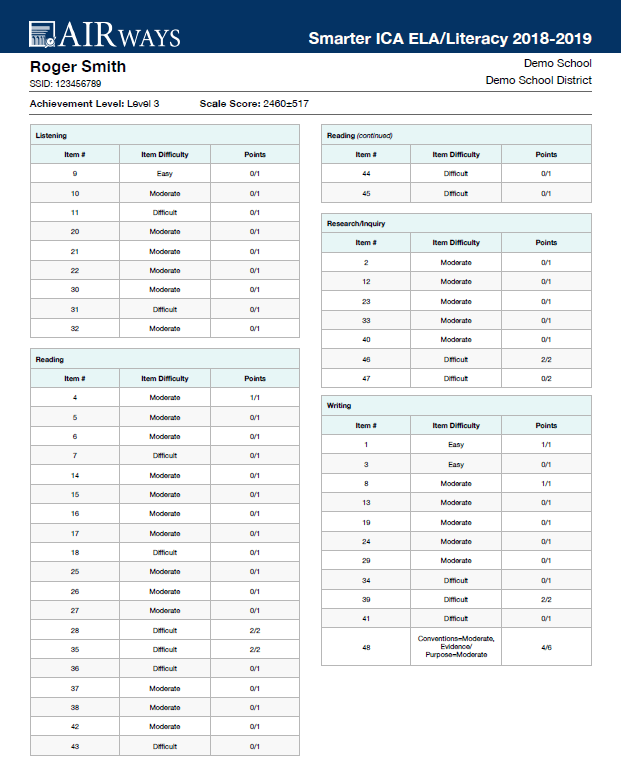 AIRWAYS
Smarter ICA ELA/Literacy 2018-2019
Roger Smith
Demo School
SSID: 123456789
Demo School District
Achievement Level: Level 3 Scale Score: 2460±517
Listening
Item # Item Difficulty Points
9 Easy 0/1
10 Moderate 0/1
11 Difficult 0/1
20 Moderate 0/1
21 Moderate 0/1
22 Moderate 0/1
30 Moderate 0/1
31 Difficult 0/1
32 Moderate 0/1
Reading
Item # Item Difficulty Points
4 Moderate 1/1
5 Moderate 0/1
6 Moderate 0/1
7 Difficult 0/1
14 Moderate 0/1
15 Moderate 0/1
16 Moderate 0/1
17 Moderate 0/1
18 Difficult 0/1
25 Moderate 0/1
26 Moderate 0/1
27 Moderate 0/1
28 Difficult 2/2
35 Difficult 2/2
36 Difficult 0/1
37 Moderate 0/1
38 Moderate 0/1
42 Moderate 0/1
43 Difficult 0/1
Reading (continued)
Item # Item Difficulty Points
44 Difficult 0/1
45 Difficult 0/1
Research/Inquiry
Item # Item Difficulty Points
2 Moderate 0/1
12 Moderate 0/1
23 Moderate 0/1
33 Moderate 0/1
40 Moderate 0/1
46 Difficult 2/2
47 Difficult 0/2
Writing
Item # Item Difficulty Points
1 Easy 1/1
3 Easy 0/1
8 Moderate 1/1
13 Moderate 0/1
19 Moderate 0/1
24 Moderate 0/1
29 Moderate 0/1
34 Difficult 0/1
39 Difficult 2/2
41 Difficult 0/1
48 Conventions=Moderate, 4/6
Evidence/
Purpose=Moderate